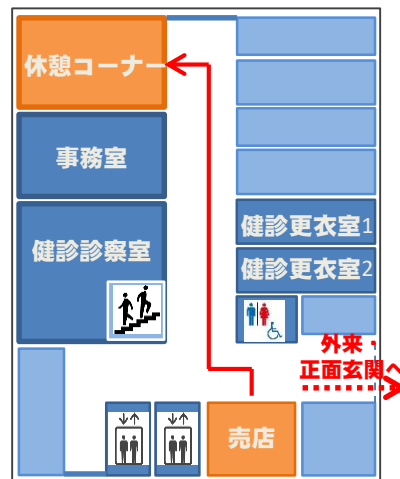 休憩コーナー
事務室
健診診察室
健診更衣室1
健診更衣室2
外来・
正面玄関へ
売店